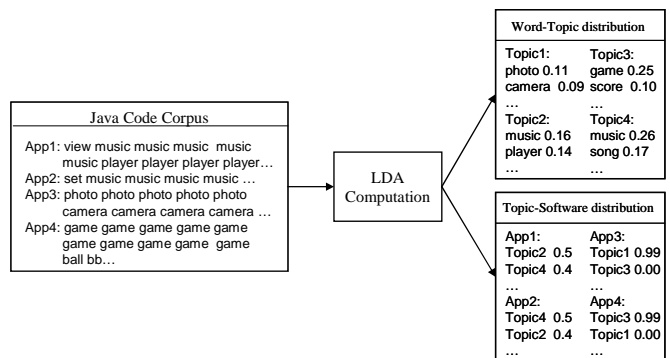 Java Code Corpus
App1: view music music music music
music player player player player…
App2: set music music music music …
App3: photo photo photo photo photo
camera camera camera camera …
App4: game game game game game
game game game game game
ball bb…
LDA
Computation
Word-Topic distribution
Topic1: Topic3:
photo 0.11 game 0.25
camera 0.09 score 0.10
… …
Topic2: Topic4:
music 0.16 music 0.26
player 0.14 song 0.17
… …
Topic-Software distribution
App1: App3:
Topic2 0.5 Topic1 0.99
Topic4 0.4 Topic3 0.00
… …
App2: App4:
Topic4 0.5 Topic3 0.99
Topic2 0.4 Topic1 0.00
… …